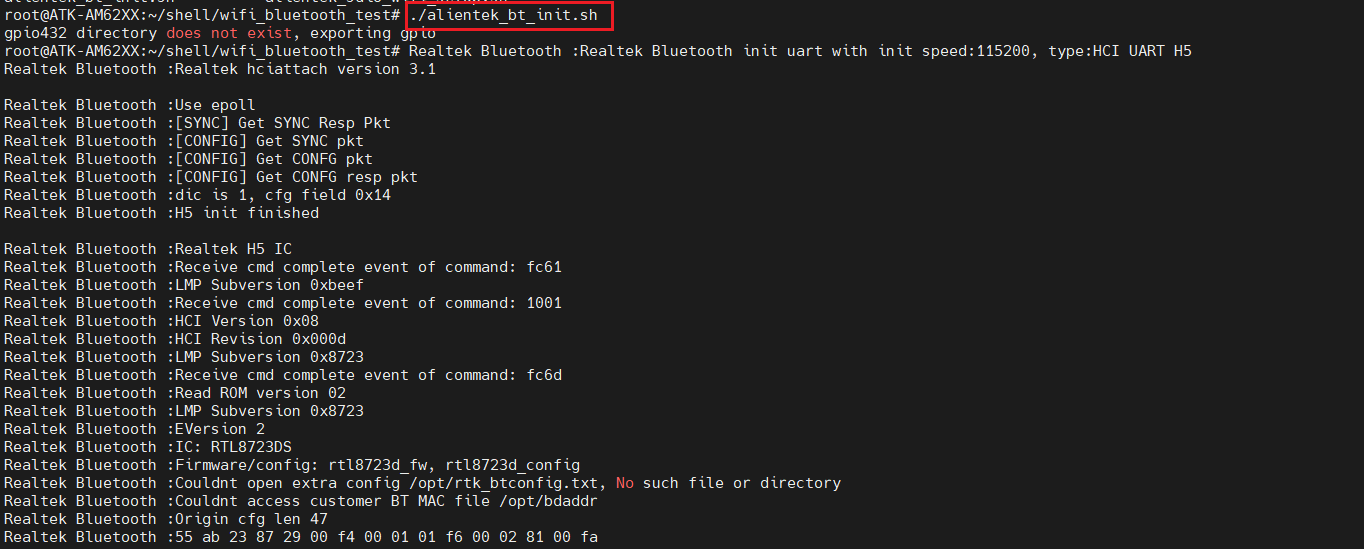 root@ATK-AM62XX:~/shell/wifi_bluetooth_test# ./alientek_bt_init.sh
gpio432 directory does not exist, exporting gpio
root@ATK-AM62XX:~/shell/wifi_bluetooth_test# Realtek Bluetooth :Realtek Bluetooth init uart with init speed:115200, type:HCI UART H5
Realtek Bluetooth :Realtek hciattach version 3.1
Realtek Bluetooth :Use epoll
Realtek Bluetooth :[SYNC] Get SYNC Resp Pkt
Realtek Bluetooth :[CONFIG] Get SYNC pkt
Realtek Bluetooth :[CONFIG] Get CONFG pkt
Realtek Bluetooth :[CONFIG] Get CONFG resp pkt
Realtek Bluetooth :dic is 1, cfg field 0x14
Realtek Bluetooth :H5 init finished
Realtek Bluetooth :Realtek H5 IC
Realtek Bluetooth :Receive cmd complete event of command: fc61
Realtek Bluetooth :LMP Subversion 0xbeef
Realtek Bluetooth :Receive cmd complete event of command: 1001
Realtek Bluetooth :HCI Version 0x08
Realtek Bluetooth :HCI Revision 0x000d
Realtek Bluetooth :LMP Subversion 0x8723
Realtek Bluetooth :Receive cmd complete event of command: fc6d
Realtek Bluetooth :Read ROM version 02
Realtek Bluetooth :LMP Subversion 0x8723
Realtek Bluetooth :EVersion 2
Realtek Bluetooth :IC: RTL8723DS
Realtek Bluetooth :Firmware/config: rtl8723d_fw, rtl8723d_config
Realtek Bluetooth :Couldnt open extra config /opt/rtk_btconfig.txt, No such file or directory
Realtek Bluetooth :Couldnt access customer BT MAC file /opt/bdaddr
Realtek Bluetooth :Origin cfg len 47
Realtek Bluetooth :55 ab 23 87 29 00 f4 00 01 01 f6 00 02 81 00 fa